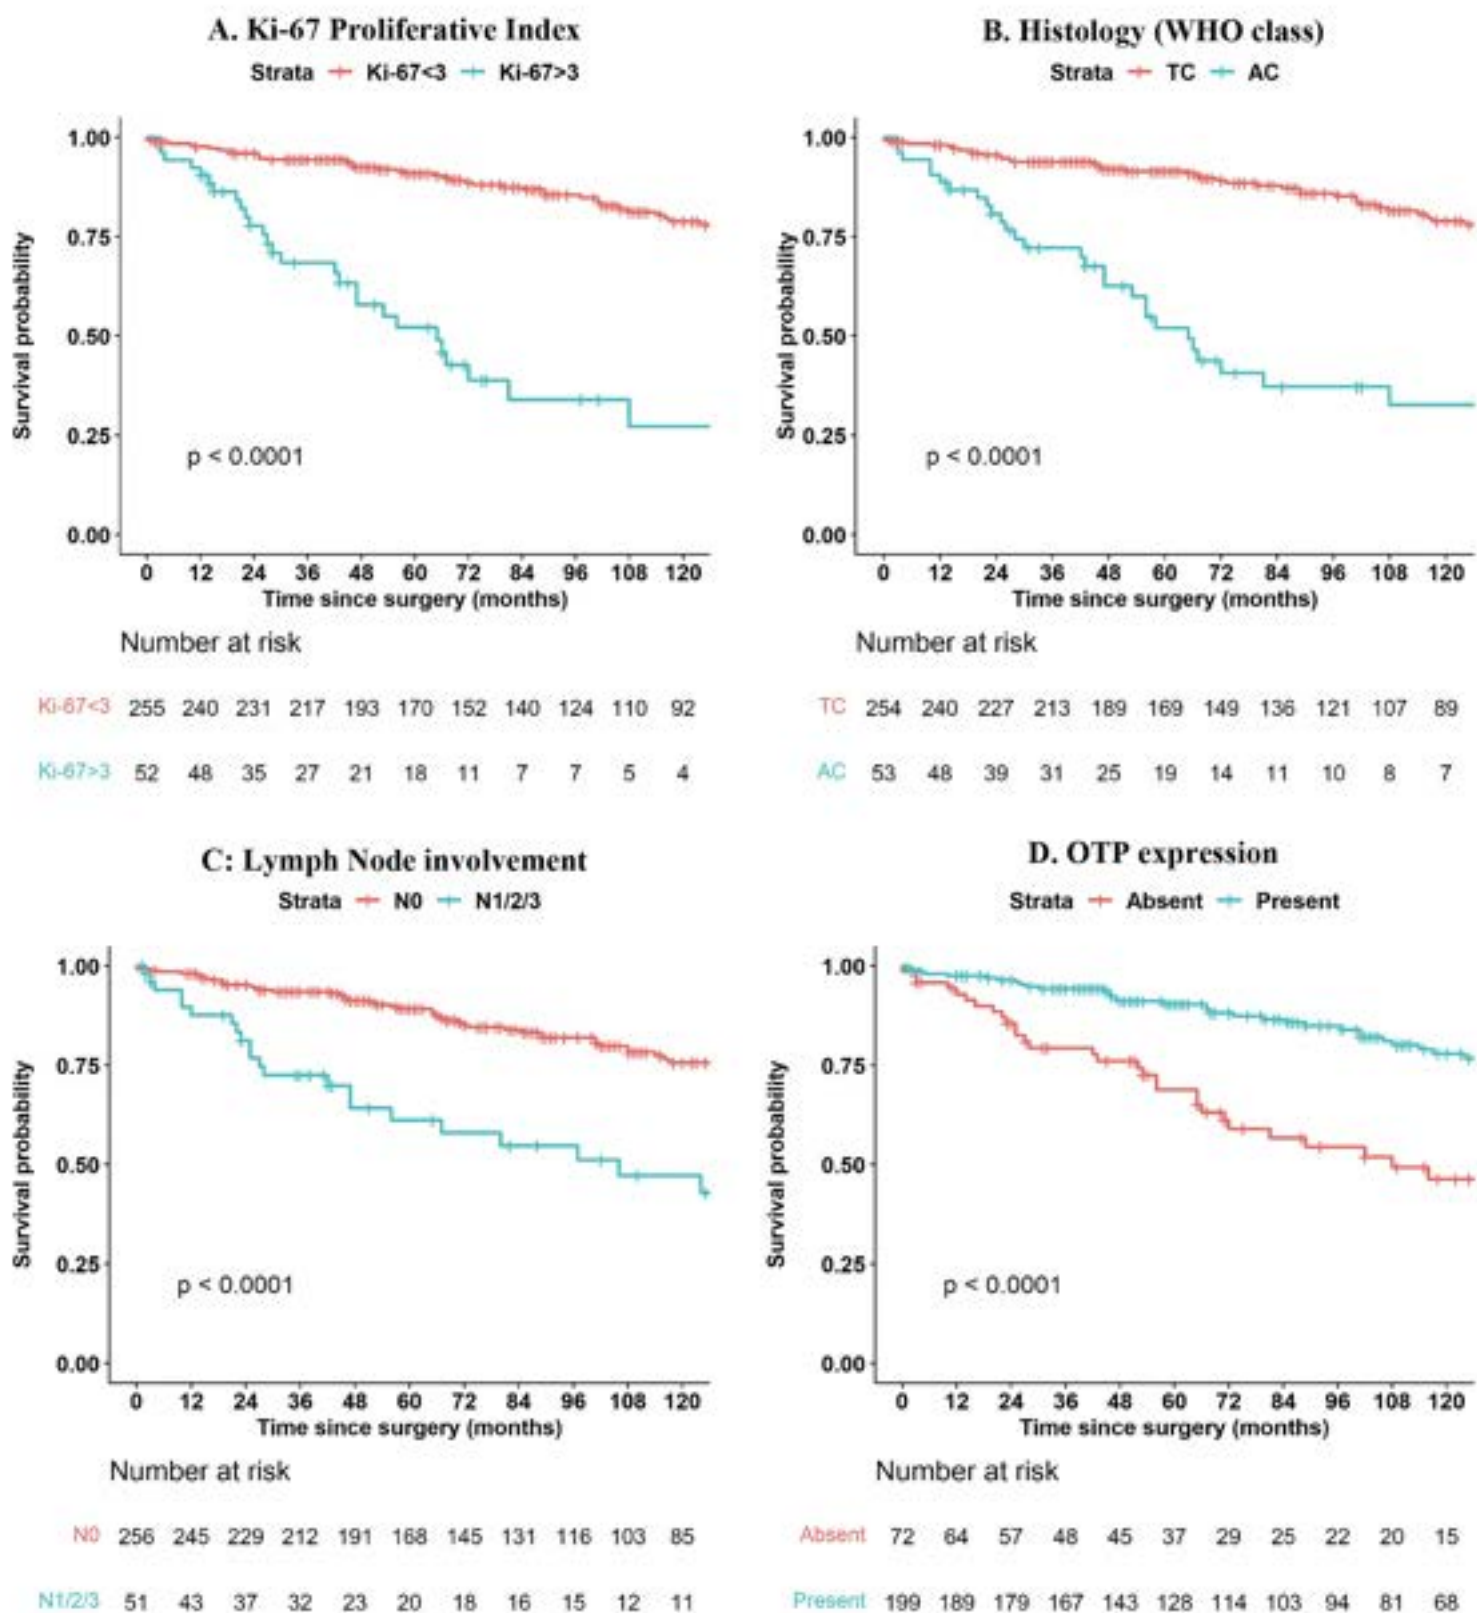 A. Ki-67 Proliferative Index
Strata Ki-67<3 Ki-67>3
1.00
0.75
0.50
0.25
0.00
Survival probability
p < 0.0001
0 12 24 36 48 60 72 84 96 108 120
Time since surgery (months)
Number at risk
Ki-67<3 255 240 231 217 193 170 152 140 124 110 92
Ki-67>3 52 48 35 27 21 18 11 7 7 5 4
B. Histology (WHO class)
Strata TC AC
1.00
0.75
0.50
0.25
0.00
Survival probability
p < 0.0001
0 12 24 36 48 60 72 84 96 108 120
Time since surgery (months)
Number at risk
TC 254 240 227 213 189 169 149 136 121 107 89
AC 53 48 39 31 25 19 14 11 10 8 7
C: Lymph Node involvement
Strata N0 N1/2/3
1.00
0.75
0.50
0.25
0.00
Survival probability
p < 0.0001
0 12 24 36 48 60 72 84 96 108 120
Time since surgery (months)
Number at risk
N0 256 245 229 212 191 168 145 131 116 103 85
N1/2/3 51 43 37 32 23 20 18 16 15 12 11
D. OTP expression
Strata Absent Present
1.00
0.75
0.50
0.25
0.00
Survival probability
p < 0.0001
0 12 24 36 48 60 72 84 96 108 120
Time since surgery (months)
Number at risk
Absent 72 64 57 48 45 37 29 25 22 20 15
Present 199 189 179 167 143 128 114 103 94 81 68